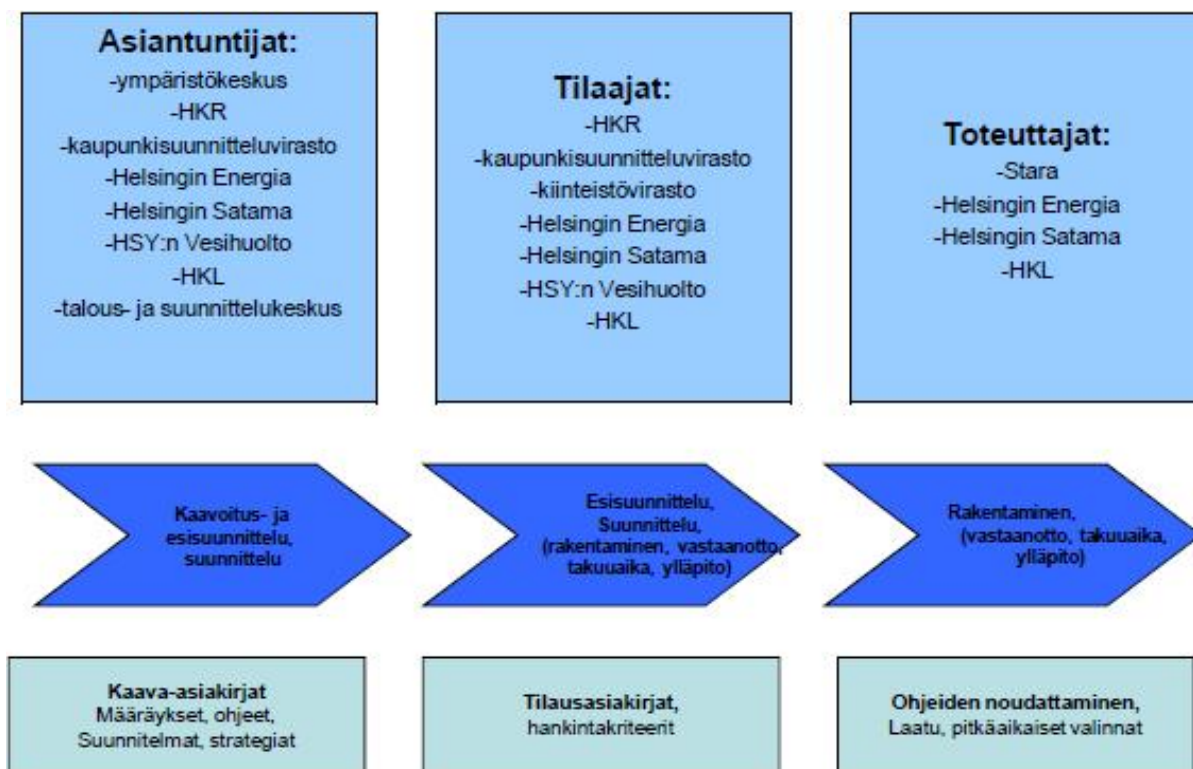 Asiantuntijat:
-ympäristökeskus
-HKR
-kaupunkisuunnitteluvirasto
-Helsingin Energia
-Helsingin Satama
-HSY:n Vesihuolto
-HKL
-talous- ja suunnittelukeskus
Tilaajat:
-HKR
-kaupunkisuunnitteluvirasto
-kiinteistövirasto
-Helsingin Energia
-Helsingin Satama
-HSY:n Vesihuolto
-HKL
Toteuttajat:
-Stara
-Helsingin Energia
-Helsingin Satama
-HKL
Kaavoitus- ja
esisuunnittelu,
suunnittelu
Esisuunnittelu,
Suunnittelu,
(rakentaminen, vastaanotto,
takuuaika, ylläpito)
Rakentaminen,
(vastaanotto, takuuaika,
ylläpito)
Kaava-asiakirjat
Määräykset, ohjeet,
Suunnitelmat, strategiat
Tilausasiakirjat,
hankintakriteerit
Ohjeiden noudattaminen,
Laatu, pitkäaikaiset valinnat